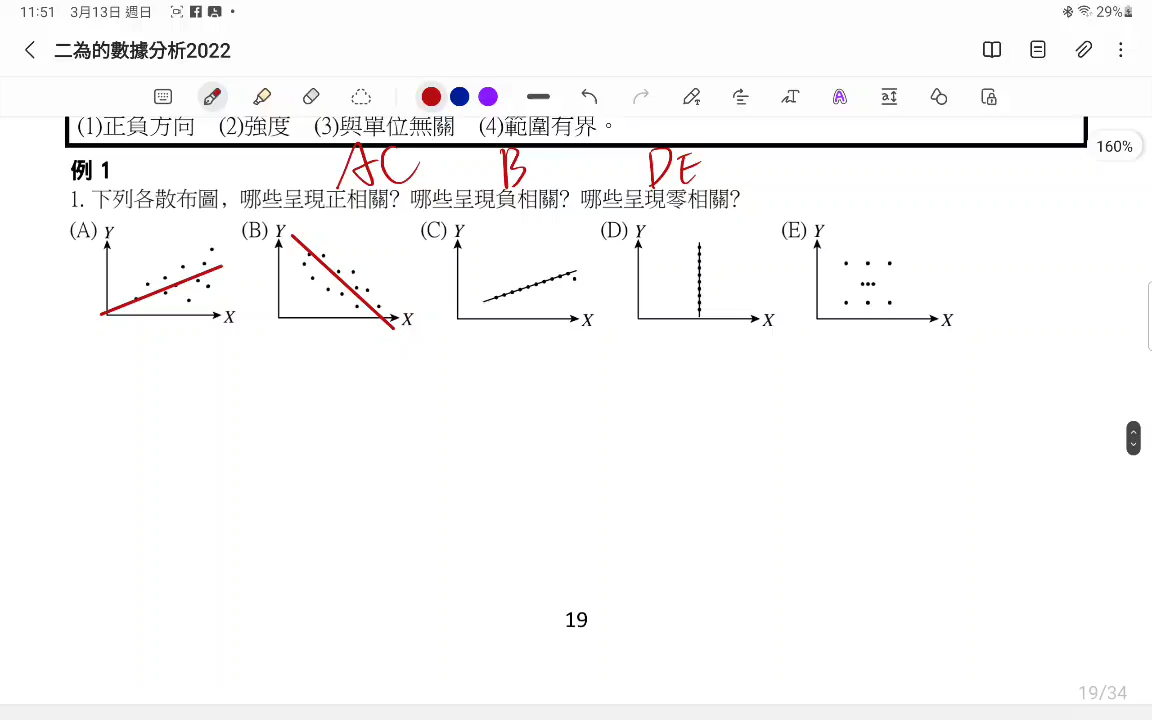 11:51 3月13日 週日 29%
二為的數據分析2022
(1)正負方向 (2)強度 (3)與單位無關 (4)範圍有界。
160%
例 1
AC B DE
1. 下列各散布圖，哪些呈現正相關？哪些呈現負相關？哪些呈現零相關？
(A) Y (B) Y (C) Y (D) Y (E) Y
X X X X X
19
19/34